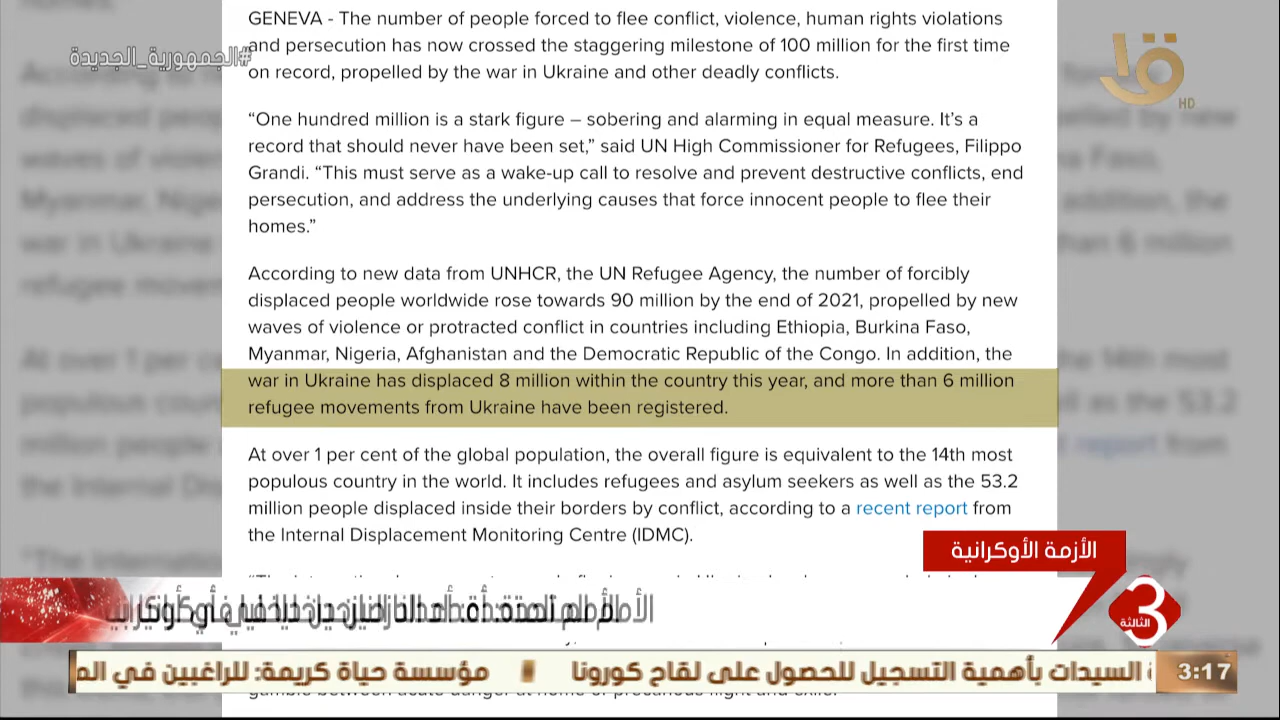 GENEVA - The number of people forced to flee conflict, violence, human rights violations
and persecution has now crossed the staggering milestone of 100 million for the first time
on record, propelled by the war in Ukraine and other deadly conflicts.
“One hundred million is a stark figure – sobering and alarming in equal measure. It’s a
record that should never have been set,” said UN High Commissioner for Refugees, Filippo
Grandi. “This must serve as a wake-up call to resolve and prevent destructive conflicts, end
persecution, and address the underlying causes that force innocent people to flee their
homes.”
According to new data from UNHCR, the UN Refugee Agency, the number of forcibly
displaced people worldwide rose towards 90 million by the end of 2021, propelled by new
waves of violence or protracted conflict in countries including Ethiopia, Burkina Faso,
Myanmar, Nigeria, Afghanistan and the Democratic Republic of the Congo. In addition, the
war in Ukraine has displaced 8 million within the country this year, and more than 6 million
refugee movements from Ukraine have been registered.
At over 1 per cent of the global population, the overall figure is equivalent to the 14th most
populous country in the world. It includes refugees and asylum seekers as well as the 53.2
million people displaced inside their borders by conflict, according to a recent report from
the Internal Displacement Monitoring Centre (IDMC).
#الجمهورية_الجديدة
HD
الأزمة الأوكرانية
3
الثالثة
السيدات بأهمية التسجيل للحصول على لقاح كورونا
مؤسسة حياة كريمة: للراغبين في
3:17